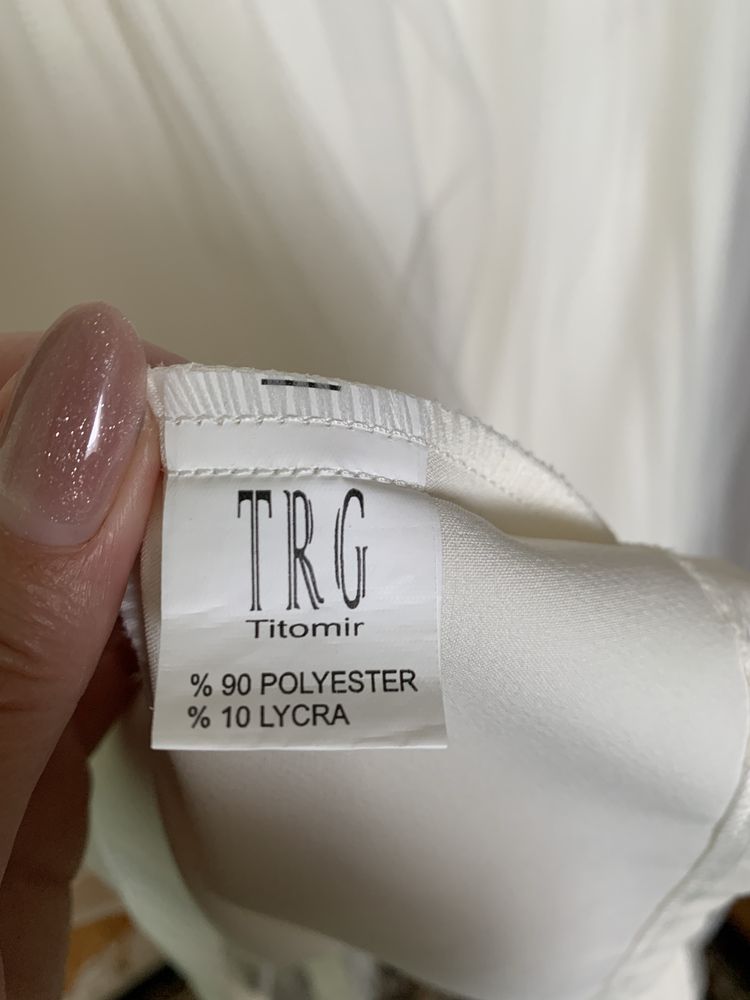 TRG
Titomir
% 90 POLYESTER
% 10 LYCRA